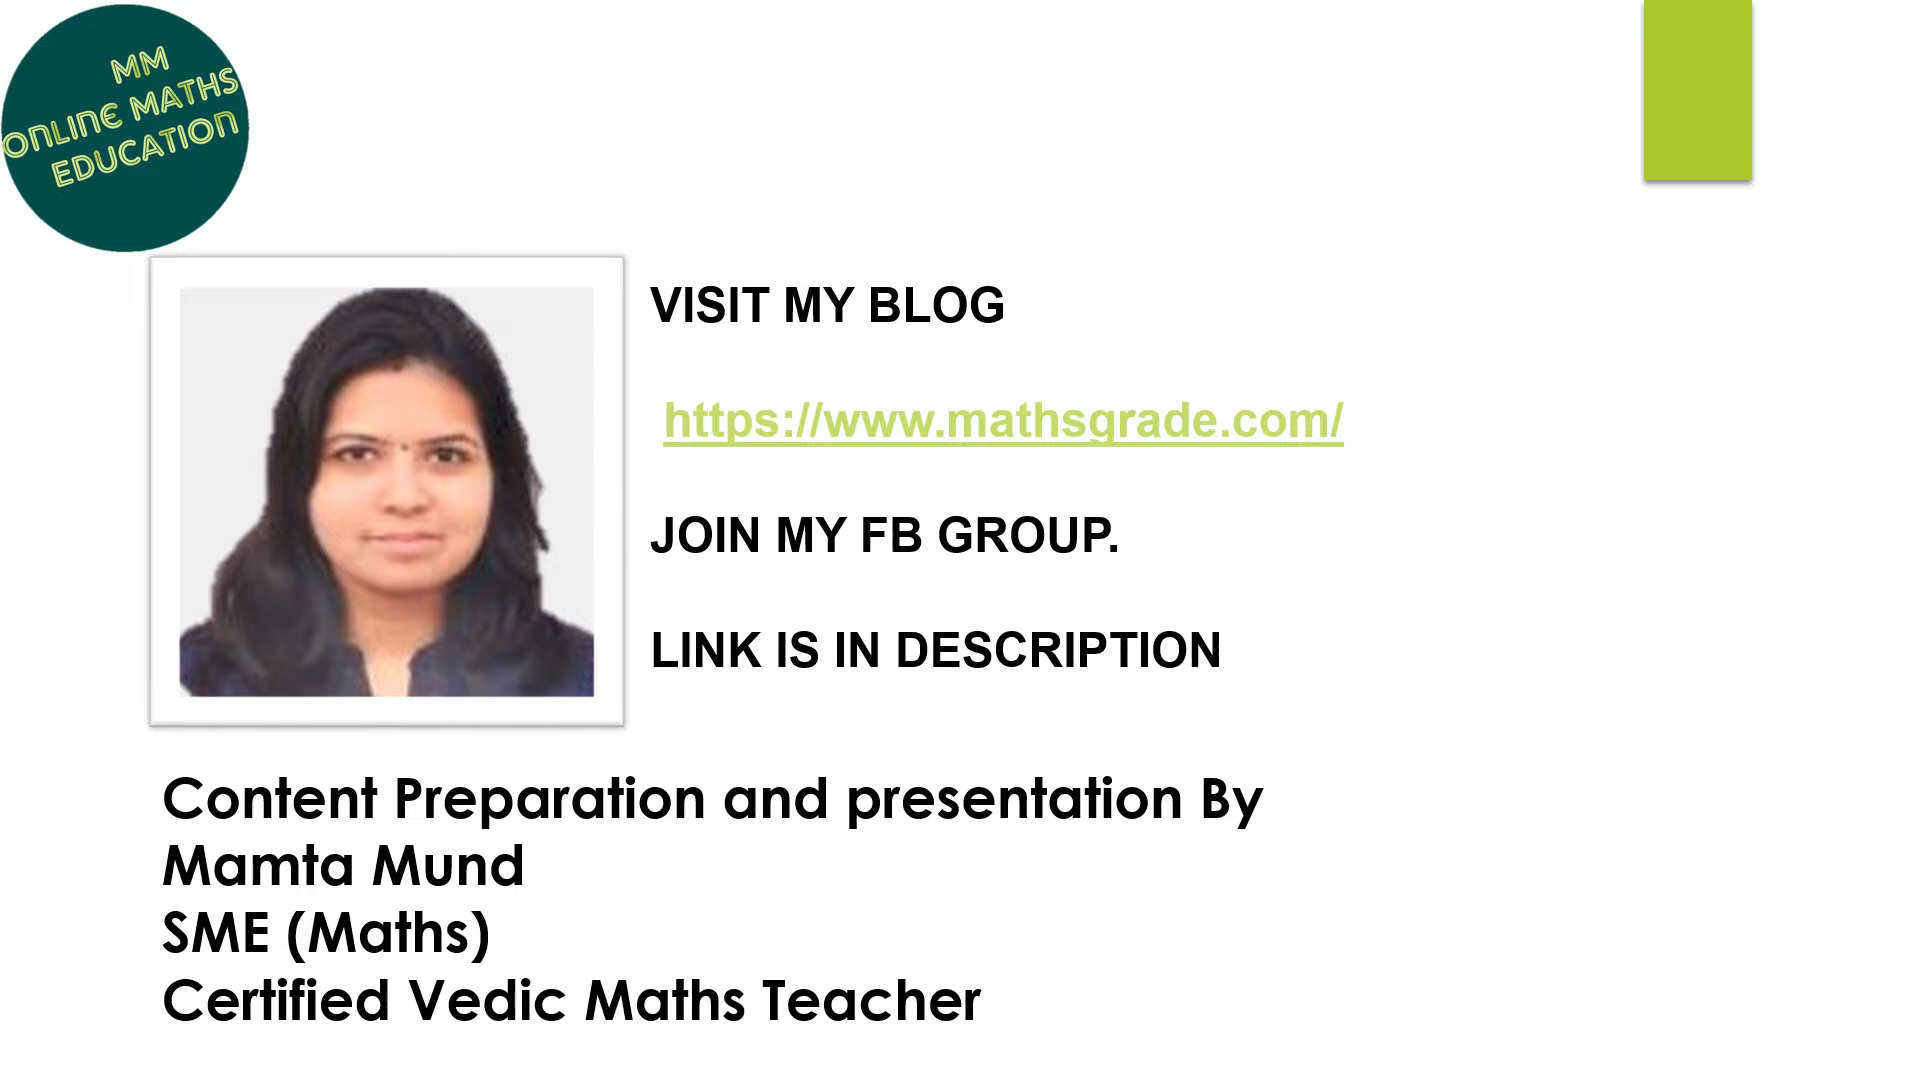 MM
ONLINE MATHS
EDUCATION
VISIT MY BLOG
https://www.mathsgrade.com/
JOIN MY FB GROUP.
LINK IS IN DESCRIPTION
Content Preparation and presentation By
Mamta Mund
SME (Maths)
Certified Vedic Maths Teacher